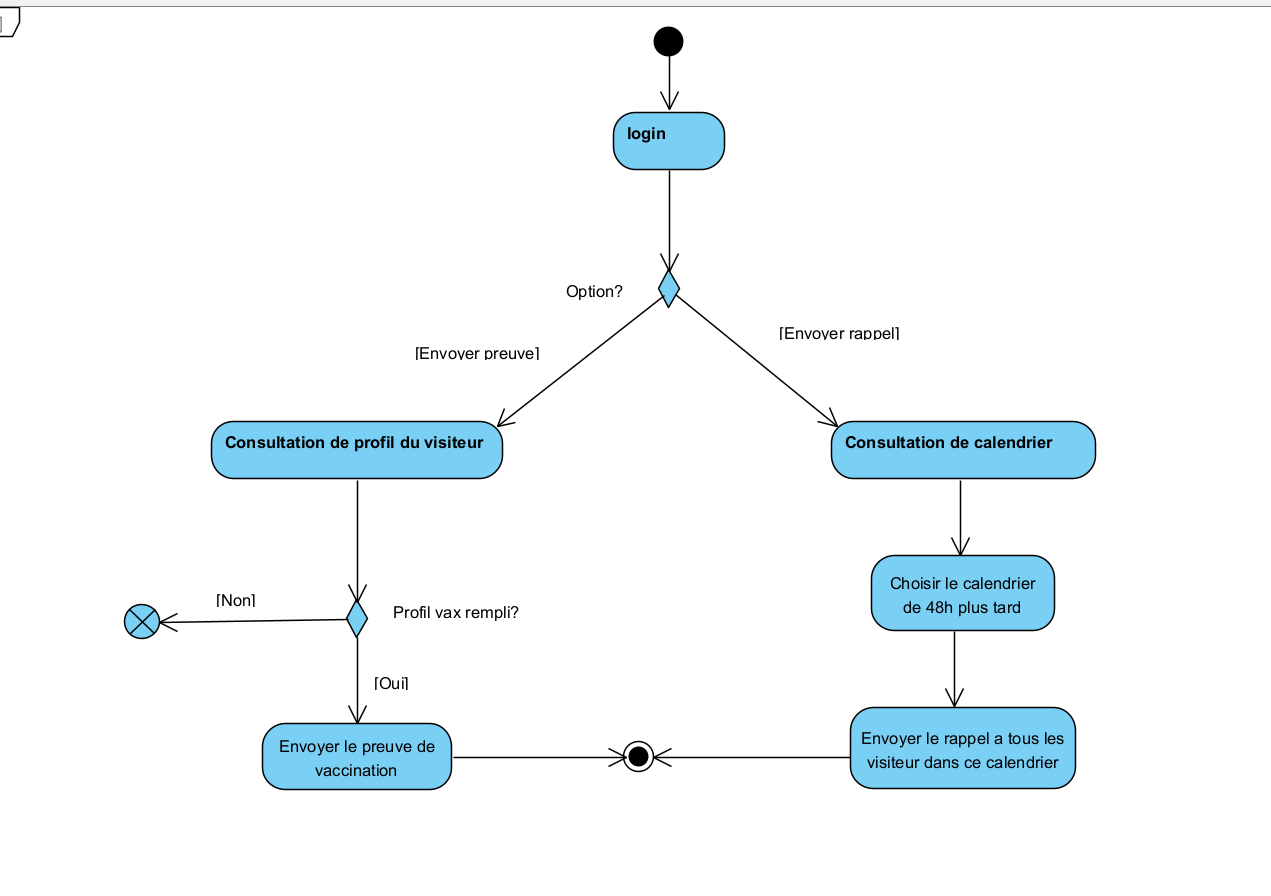 ]
login
Option?
[Envoyer rappel]
[Envoyer preuve]
Consultation de profil du visiteur
Consultation de calendrier
Choisir le calendrier
de 48h plus tard
[Non]
Profil vax rempli?
[Oui]
Envoyer le preuve de
vaccination
Envoyer le rappel a tous les
visiteur dans ce calendrier